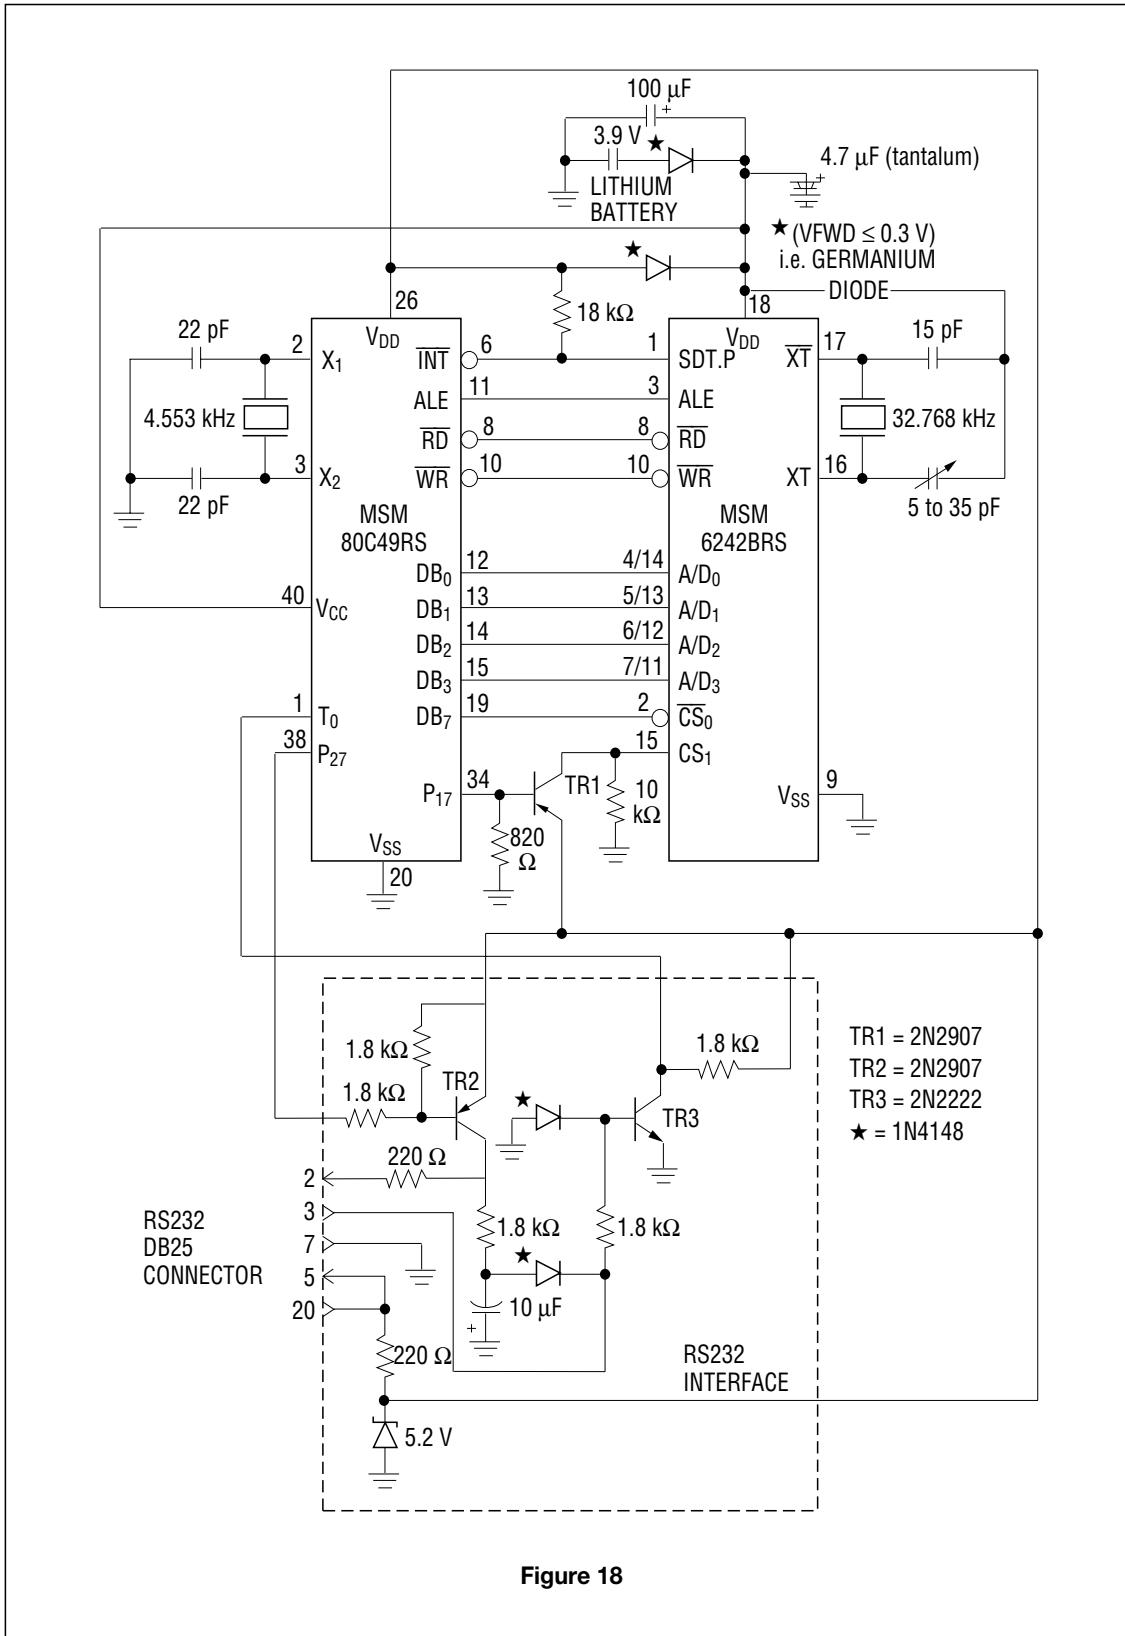 100 µF
+
3.9 V ★
LITHIUM
BATTERY
+
4.7 µF (tantalum)
★ (VFWD ≤ 0.3 V)
i.e. GERMANIUM
DIODE
★
26
18 kΩ
18
22 pF
2
X1
VDD
INT
6
1
SDT.P
VDD
XT
17
15 pF
ALE
11
3
ALE
4.553 kHz
RD
8
8
RD
32.768 kHz
3
X2
WR
10
10
WR
XT
16
22 pF
5 to 35 pF
MSM
80C49RS
MSM
6242BRS
DB0
12
4/14
A/D0
40
VCC
DB1
13
5/13
A/D1
DB2
14
6/12
A/D2
DB3
15
7/11
A/D3
1
T0
DB7
19
2
CS0
38
P27
15
CS1
P17
34
TR1
10
kΩ
VSS
9
820
Ω
VSS
20
1.8 kΩ
1.8 kΩ
TR2
★
TR3
1.8 kΩ
TR1 = 2N2907
TR2 = 2N2907
TR3 = 2N2222
★ = 1N4148
220 Ω
2
3
7
5
20
RS232
DB25
CONNECTOR
1.8 kΩ
1.8 kΩ
★
10 µF
+
220 Ω
RS232
INTERFACE
5.2 V
Figure 18